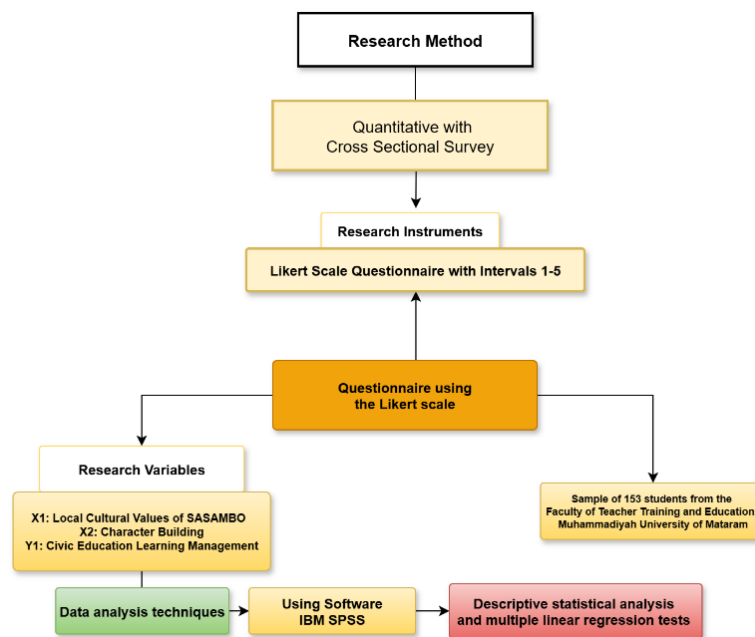 Research Method
Quantitative with
Cross Sectional Survey
Research Instruments
Likert Scale Questionnaire with Intervals 1-5
Questionnaire using
the Likert scale
Research Variables
X1: Local Cultural Values of SASAMBO
X2: Character Building
Y1: Civic Education Learning Management
Sample of 153 students from the
Faculty of Teacher Training and Education
Muhammadiyah University of Mataram
Data analysis techniques
Using Software
IBM SPSS
Descriptive statistical analysis
and multiple linear regression tests